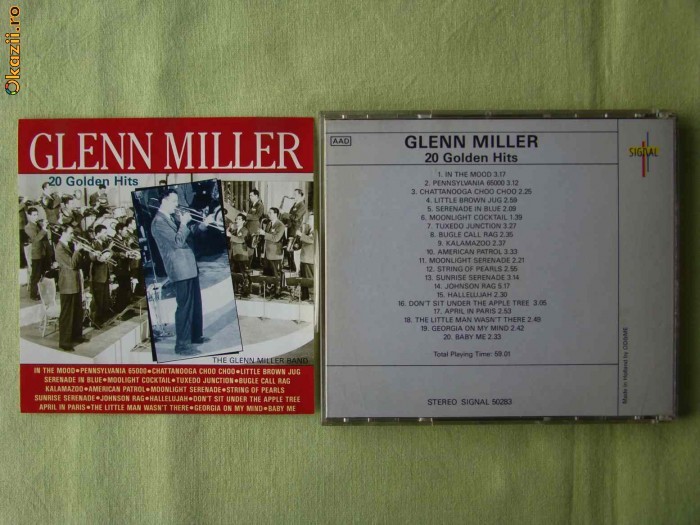 Okazii.ro
GLENN MILLER
20 Golden Hits
THE GLENN MILLER BAND
IN THE MOOD•PENNSYLVANIA 65000•CHATTANOOGA CHOO CHOO•LITTLE BROWN JUG
SERENADE IN BLUE•MOOLIGHT COCKTAIL•TUXEDO JUNCTION•BUGLE CALL RAG
KALAMAZOO•AMERICAN PATROL•MOONLIGHT SERENADE•STRING OF PEARLS
SUNRISE SERENADE•JOHNSON RAG•HALLELUJAH•DON'T SIT UNDER THE APPLE TREE
APRIL IN PARIS•THE LITTLE MAN WASN'T THERE•GEORGIA ON MY MIND•BABY ME
AAD
GLENN MILLER
20 Golden Hits
SIGNAL
1. IN THE MOOD 3.17
2. PENNSYLVANIA 65000 3.12
3. CHATTANOOGA CHOO CHOO 2.25
4. LITTLE BROWN JUG 2.59
5. SERENADE IN BLUE 2.09
6. MOONLIGHT COCKTAIL 1.39
7. TUXEDO JUNCTION 3.27
8. BUGLE CALL RAG 2.35
9. KALAMAZOO 2.37
10. AMERICAN PATROL 2.53
11. MOONLIGHT SERENADE 2.21
12. STRING OF PEARLS 2.55
13. SUNRISE SERENADE 3.14
14. JOHNSON RAG 5.17
15. HALLELUJAH 2.30
16. DON'T SIT UNDER THE APPLE TREE 3.05
17. APRIL IN PARIS 2.53
18. THE LITTLE MAN WASN'T THERE 2.49
19. GEORGIA ON MY MIND 2.42
20. BABY ME 2.33
Total Playing Time: 59.01
STEREO SIGNAL 50283
Made in Holland by